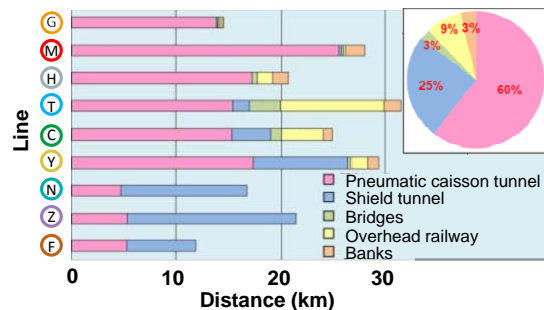 G
M
H
T
C
Y
N
Z
F
Line
0 10 20 30
Distance (km)
Pneumatic caisson tunnel
Shield tunnel
Bridges
Overhead railway
Banks
9% 3%
3%
25%
60%